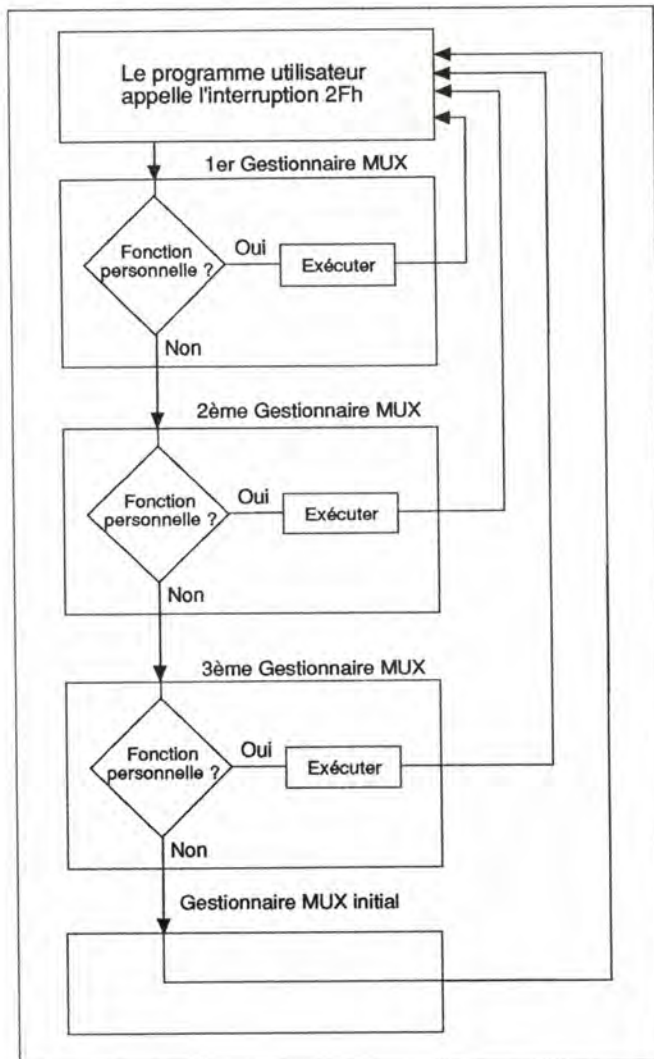 Le programme utilisateur
appelle l'interruption 2Fh
1er Gestionnaire MUX
Fonction
personnelle ?
Oui
Exécuter
Non
2ème Gestionnaire MUX
Fonction
personnelle ?
Oui
Exécuter
Non
3ème Gestionnaire MUX
Fonction
personnelle ?
Oui
Exécuter
Non
Gestionnaire MUX initial